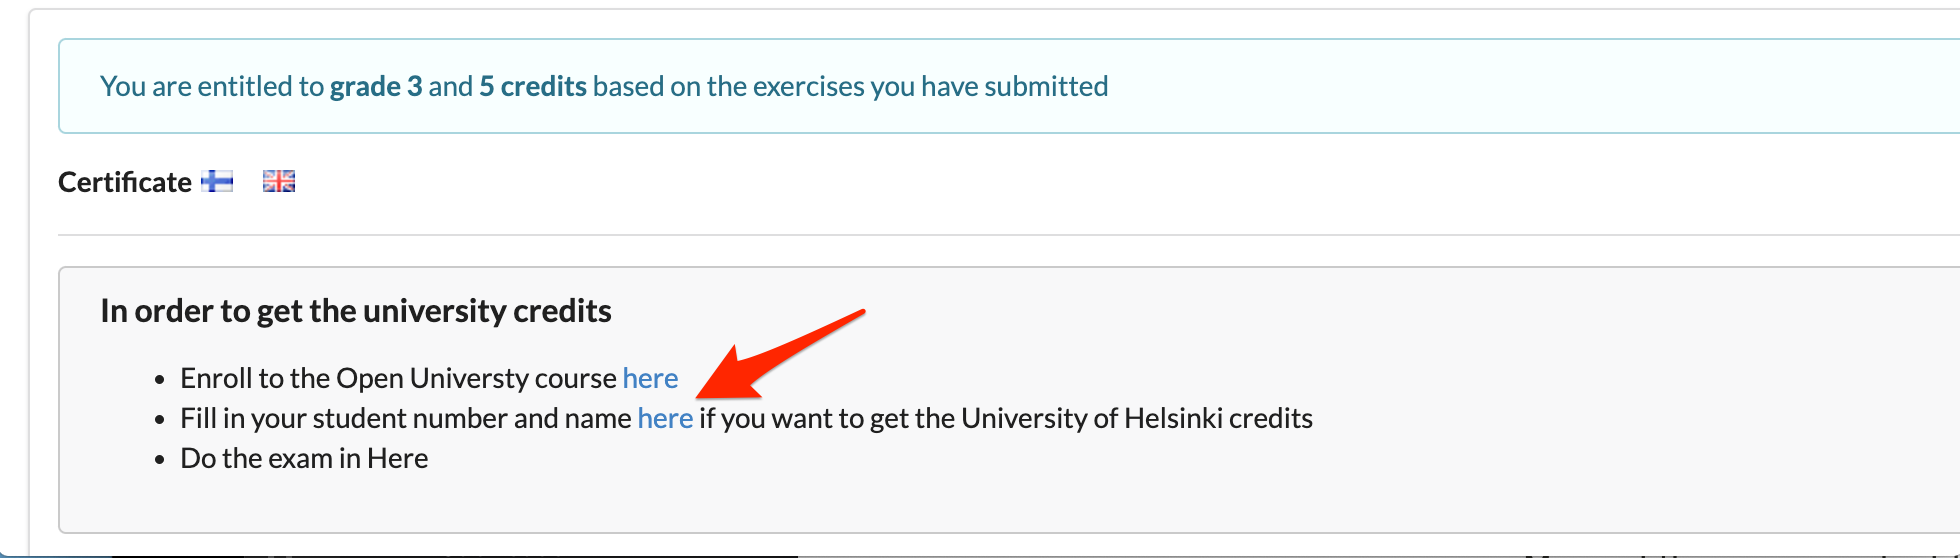 You are entitled to grade 3 and 5 credits based on the exercises you have submitted
Certificate
In order to get the university credits
Enroll to the Open Universty course here
Fill in your student number and name here if you want to get the University of Helsinki credits
Do the exam in Here